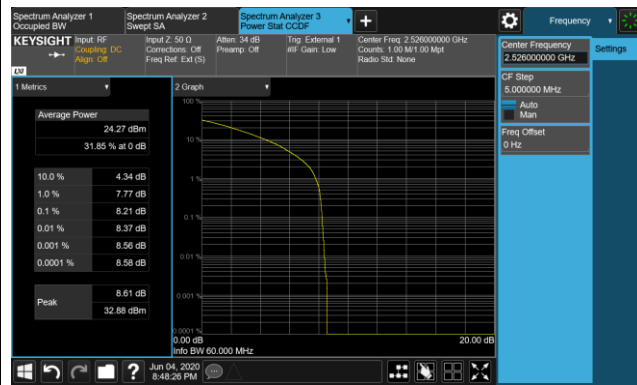 Spectrum Analyzer 1
Occupied BW
Spectrum Analyzer 2
Swept SA
Spectrum Analyzer 3
Power Stat CCDF
Frequency
KEYSIGHT
Input: RF
Coupling: DC
Align: Off
Input Z: 50 Ω
Corrections: Off
Freq Ref: Ext (S)
Atten: 34 dB
Preamp: Off
Trig: External 1
#IF Gain: Low
Center Freq: 2.526000000 GHz
Counts: 1.00 M/1.00 Mpt
Radio Std: None
LXI
Center Frequency
2.526000000 GHz
Settings
CF Step
5.000000 MHz
Auto
Man
Freq Offset
0 Hz
1 Metrics
2 Graph
Average Power
24.27 dBm
31.85 % at 0 dB
10.0 % 4.34 dB
1.0 % 7.77 dB
0.1 % 8.21 dB
0.01 % 8.37 dB
0.001 % 8.56 dB
0.0001 % 8.58 dB
Peak
8.61 dB
32.88 dBm
100 %
10 %
1 %
0.1 %
0.01 %
0.001 %
0.0001 %
0.00 dB
20.00 dB
Info BW 60.000 MHz
?
Jun 04, 2020
8:48:26 PM